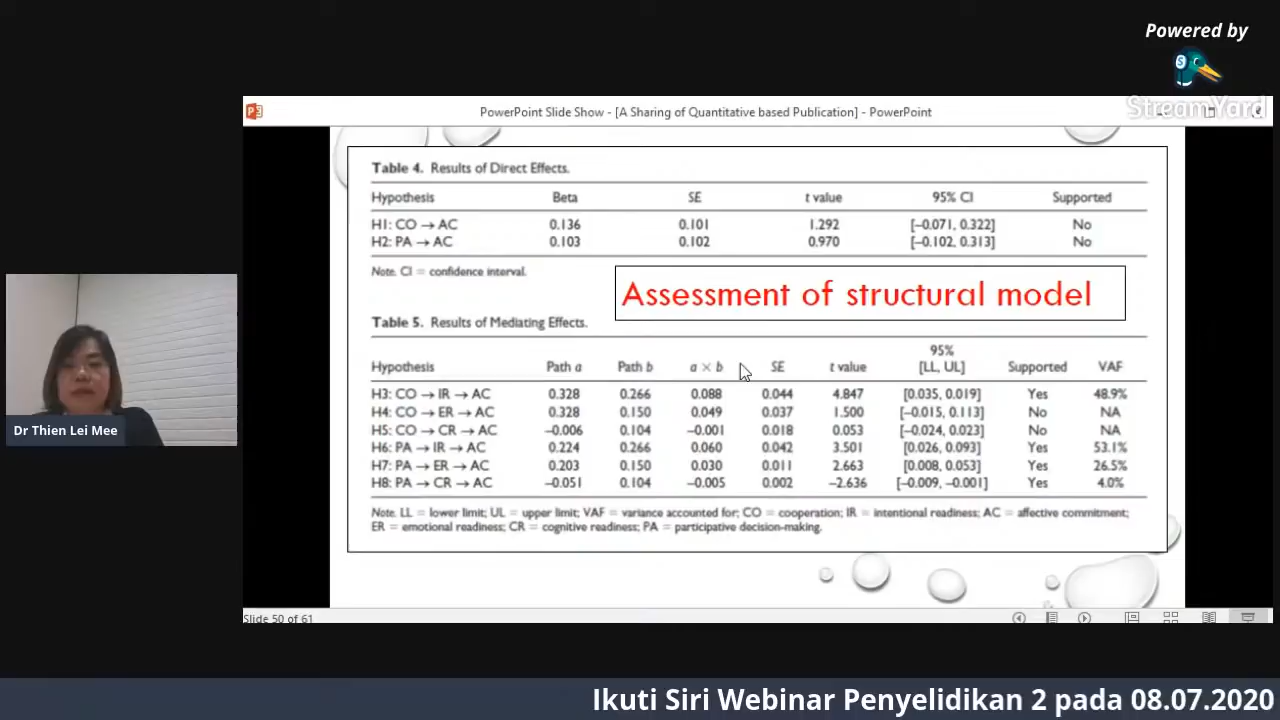 Powered by
S
StreamYard
PowerPoint Slide Show - [A Sharing of Quantitative based Publication] - PowerPoint
Table 4. Results of Direct Effects.
Hypothesis Beta SE t value 95% CI Supported
H1: CO → AC 0.136 0.101 1.292 [−0.071, 0.322] No
H2: PA → AC 0.103 0.102 0.970 [−0.102, 0.313] No
Note. CI = confidence interval.
Assessment of structural model
Table 5. Results of Mediating Effects.
95%
Hypothesis Path a Path b a × b SE t value [LL, UL] Supported VAF
H3: CO → IR → AC 0.328 0.266 0.088 0.044 4.847 [0.035, 0.019] Yes 48.9%
H4: CO → ER → AC 0.328 0.150 0.049 0.037 1.500 [−0.015, 0.113] No NA
H5: CO → CR → AC −0.006 0.104 −0.001 0.018 0.053 [−0.024, 0.023] No NA
H6: PA → IR → AC 0.224 0.266 0.060 0.042 3.501 [0.026, 0.093] Yes 53.1%
H7: PA → ER → AC 0.203 0.150 0.030 0.011 2.663 [0.008, 0.053] Yes 26.5%
H8: PA → CR → AC −0.051 0.104 −0.005 0.002 −2.636 [−0.009, −0.001] Yes 4.0%
Note. LL = lower limit; UL = upper limit; VAF = variance accounted for; CO = cooperation; IR = intentional readiness; AC = affective commitment;
ER = emotional readiness; CR = cognitive readiness; PA = participative decision-making.
Dr Thien Lei Mee
Slide 50 of 61
Ikuti Siri Webinar Penyelidikan 2 pada 08.07.2020